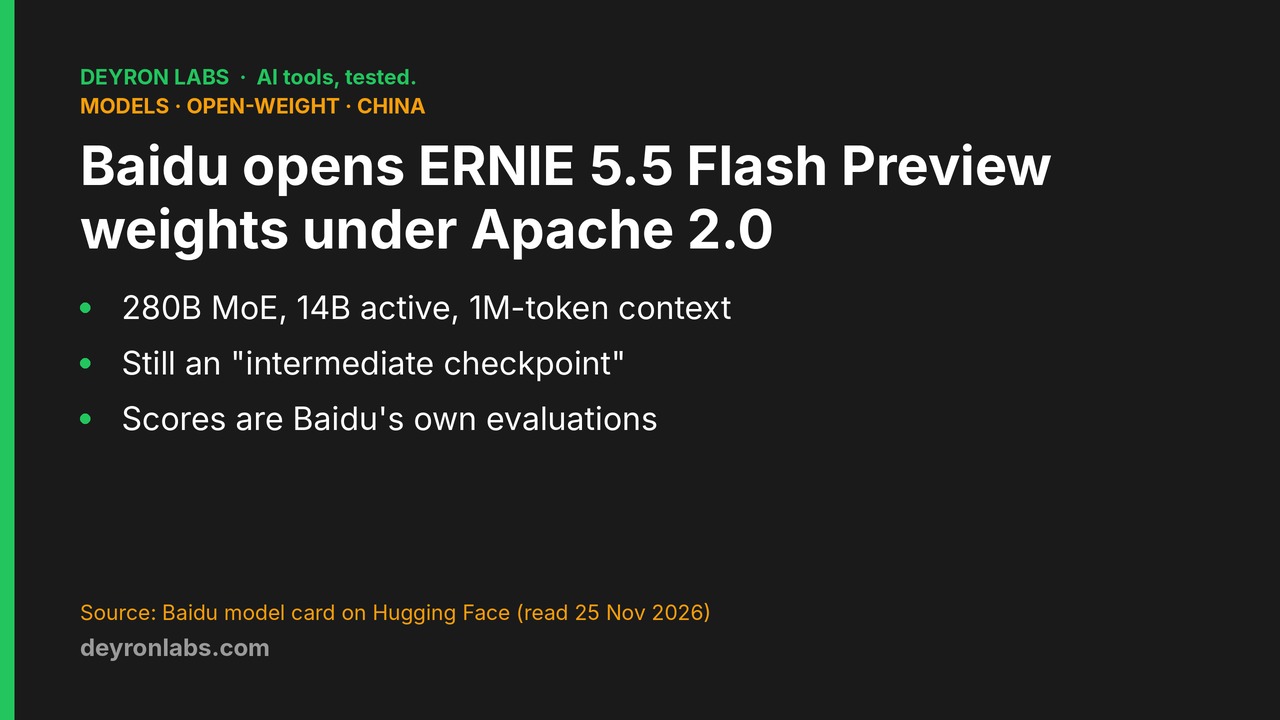 DEYRON LABS · AI tools, tested.
MODELS · OPEN-WEIGHT · CHINA
Baidu opens ERNIE 5.5 Flash Preview
weights under Apache 2.0
• 280B MoE, 14B active, 1M-token context
• Still an "intermediate checkpoint"
• Scores are Baidu's own evaluations
Source: Baidu model card on Hugging Face (read 25 Nov 2026)
deyronlabs.com